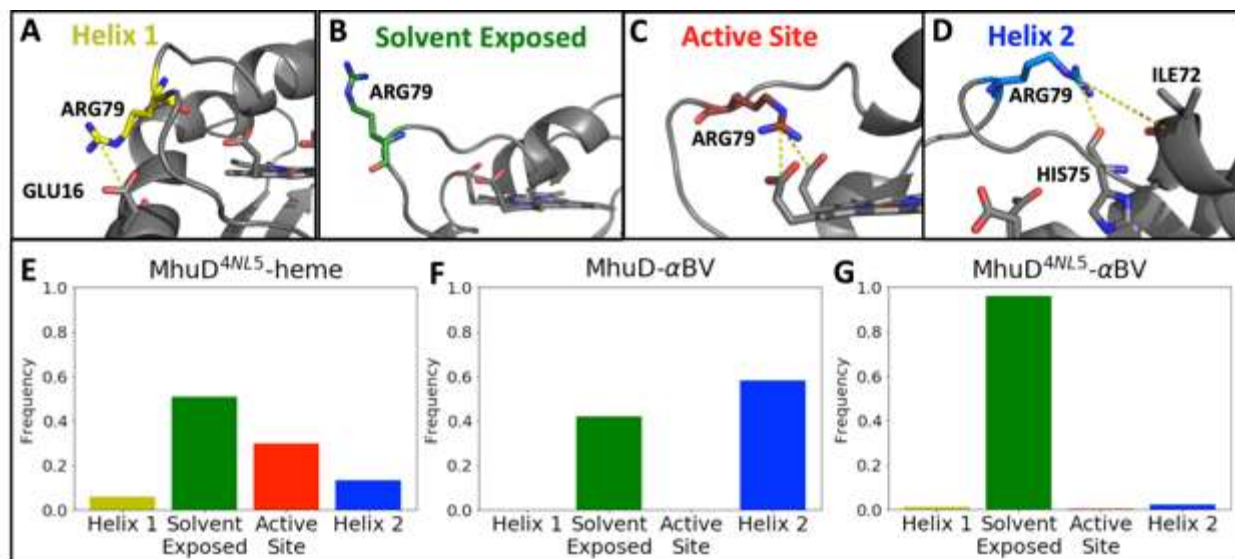 A Helix 1
ARG79
GLU16
B Solvent Exposed
ARG79
C Active Site
ARG79
D Helix 2
ARG79
ILE72
HIS75
E MhuD⁴ᴺᴸ⁵-heme
Frequency
1.0
0.8
0.6
0.4
0.2
0.0
Helix 1 Solvent Active Helix 2
Exposed Site
F MhuD-αBV
Frequency
1.0
0.8
0.6
0.4
0.2
0.0
Helix 1 Solvent Active Helix 2
Exposed Site
G MhuD⁴ᴺᴸ⁵-αBV
Frequency
1.0
0.8
0.6
0.4
0.2
0.0
Helix 1 Solvent Active Helix 2
Exposed Site